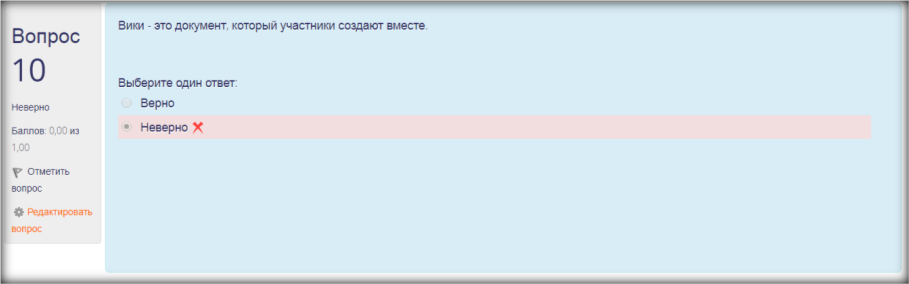 Вопрос
10
Неверно
Баллов: 0,00 из
1,00
Отметить
вопрос
Редактировать
вопрос
Вики - это документ, который участники создают вместе.
Выберите один ответ:
Верно
Неверно